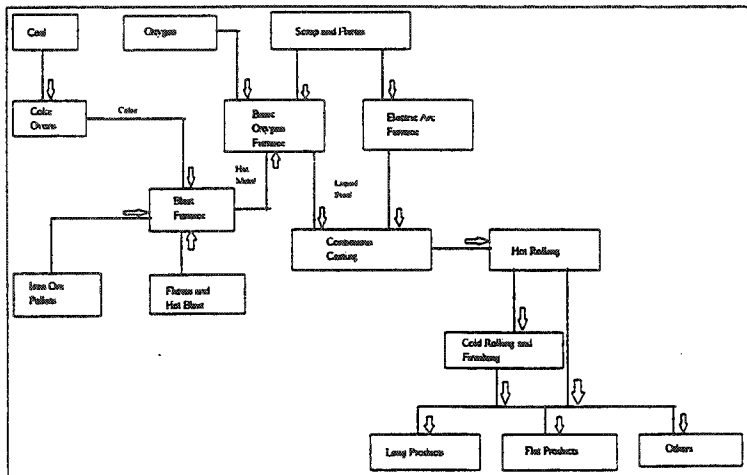 Coal
Oxygen
Scrap and Fluxes
Coke
Ovens
Coke
Basic
Oxygen
Furnace
Electric Arc
Furnace
Hot
Metal
Liquid
Steel
Blast
Furnace
Continuous
Casting
Hot Rolling
Iron Ore
Pellets
Fluxes and
Hot Blast
Cold Rolling and
Finishing
Long Products
Flat Products
Others